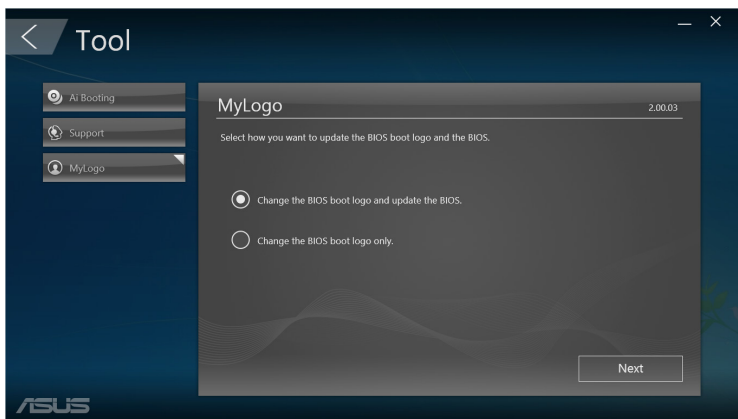 Tool
Ai Booting
Support
MyLogo
MyLogo
2.00.03
Select how you want to update the BIOS boot logo and the BIOS.
Change the BIOS boot logo and update the BIOS.
Change the BIOS boot logo only.
Next
ASUS